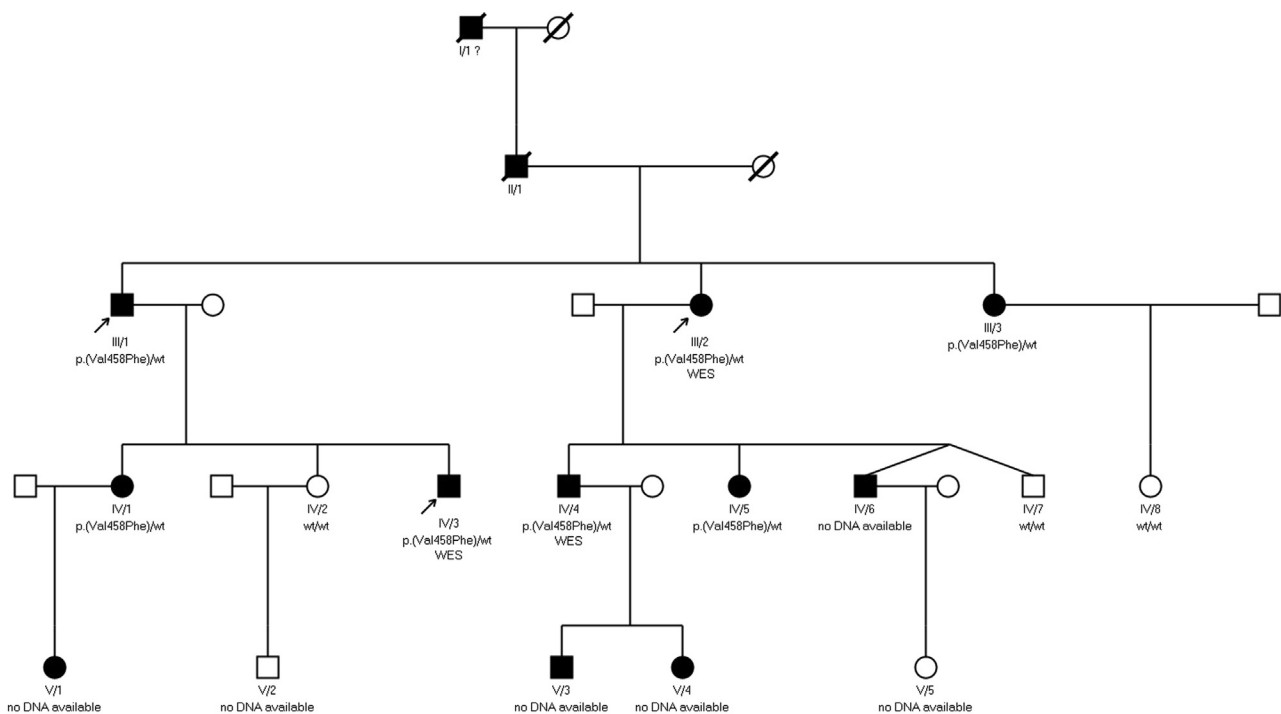 I/1 ?
II/1
III/1
p.(Val458Phe)/wt
III/2
p.(Val458Phe)/wt
WES
III/3
p.(Val458Phe)/wt
IV/1
p.(Val458Phe)/wt
IV/2
wt/wt
IV/3
p.(Val458Phe)/wt
WES
IV/4
p.(Val458Phe)/wt
WES
IV/5
p.(Val458Phe)/wt
IV/6
no DNA available
IV/7
wt/wt
IV/8
wt/wt
V/1
no DNA available
V/2
no DNA available
V/3
no DNA available
V/4
no DNA available
V/5
no DNA available